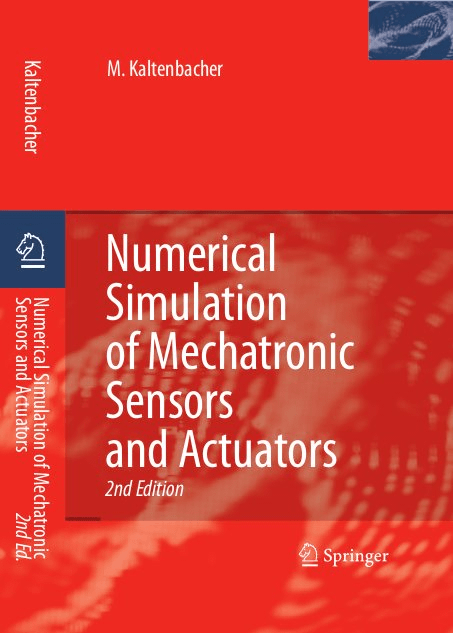 Kaltenbacher
Numerical Simulation of Mechatronic
Sensors and Actuators
2nd Ed.
M. Kaltenbacher
Numerical
Simulation
of Mechatronic
Sensors
and Actuators
2nd Edition
Springer